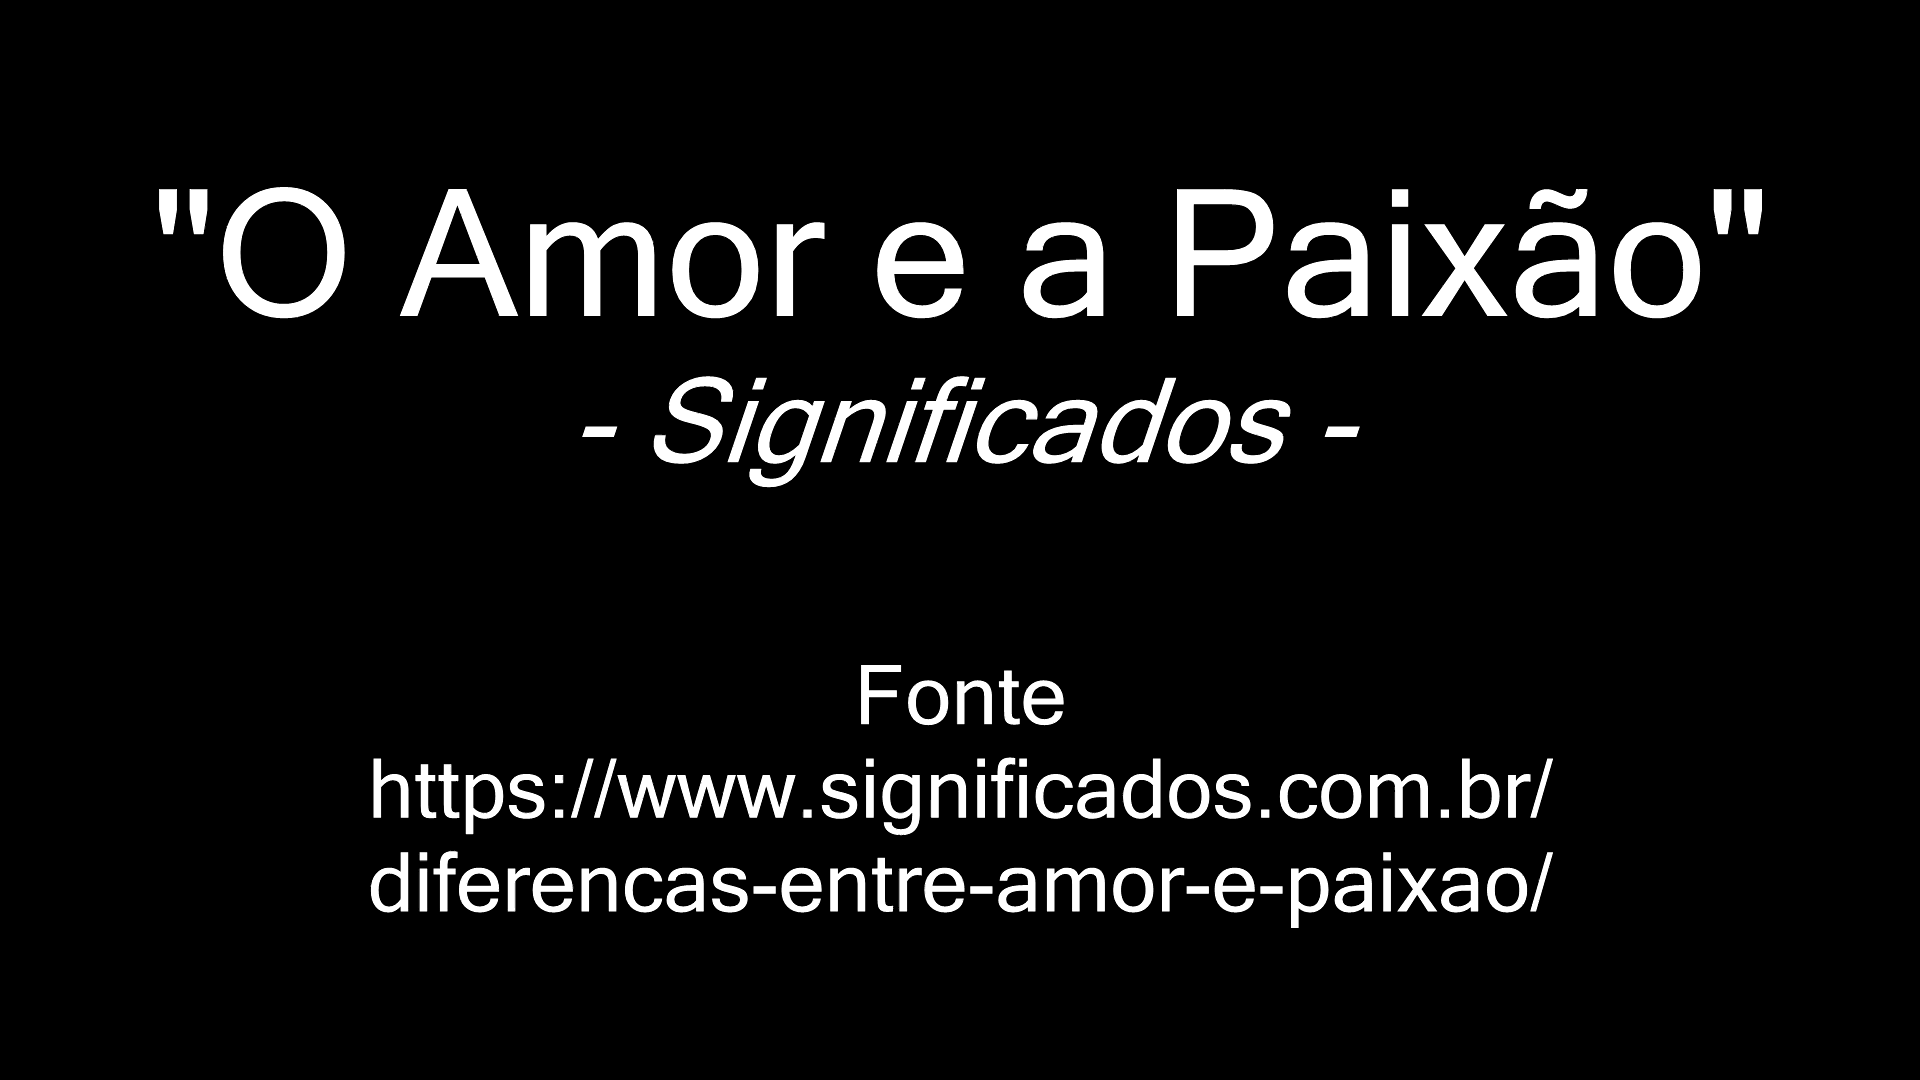 "O Amor e a Paixão"
- Significados -
Fonte
https://www.significados.com.br/
diferencas-entre-amor-e-paixao/